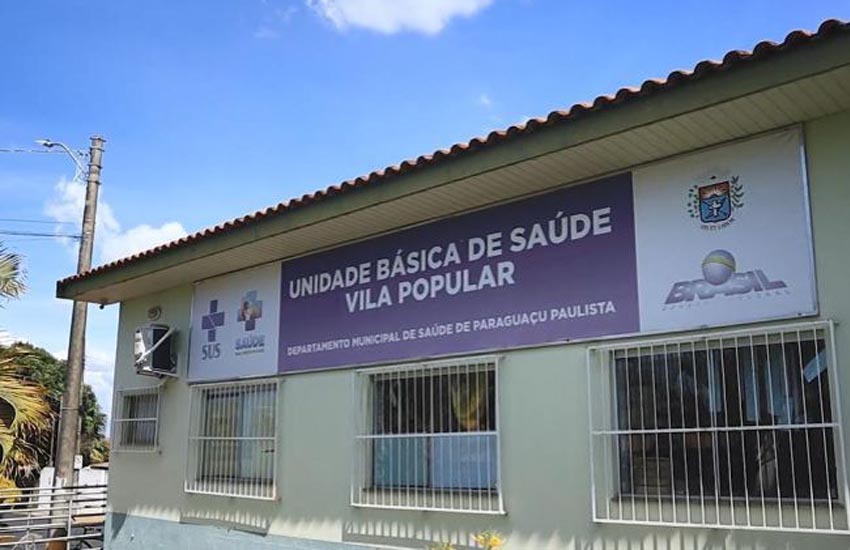 SUS
SAÚDE
UNIDADE BÁSICA DE SAÚDE
VILA POPULAR
DEPARTAMENTO MUNICIPAL DE SAÚDE DE PARAGUAÇU PAULISTA
BRASIL